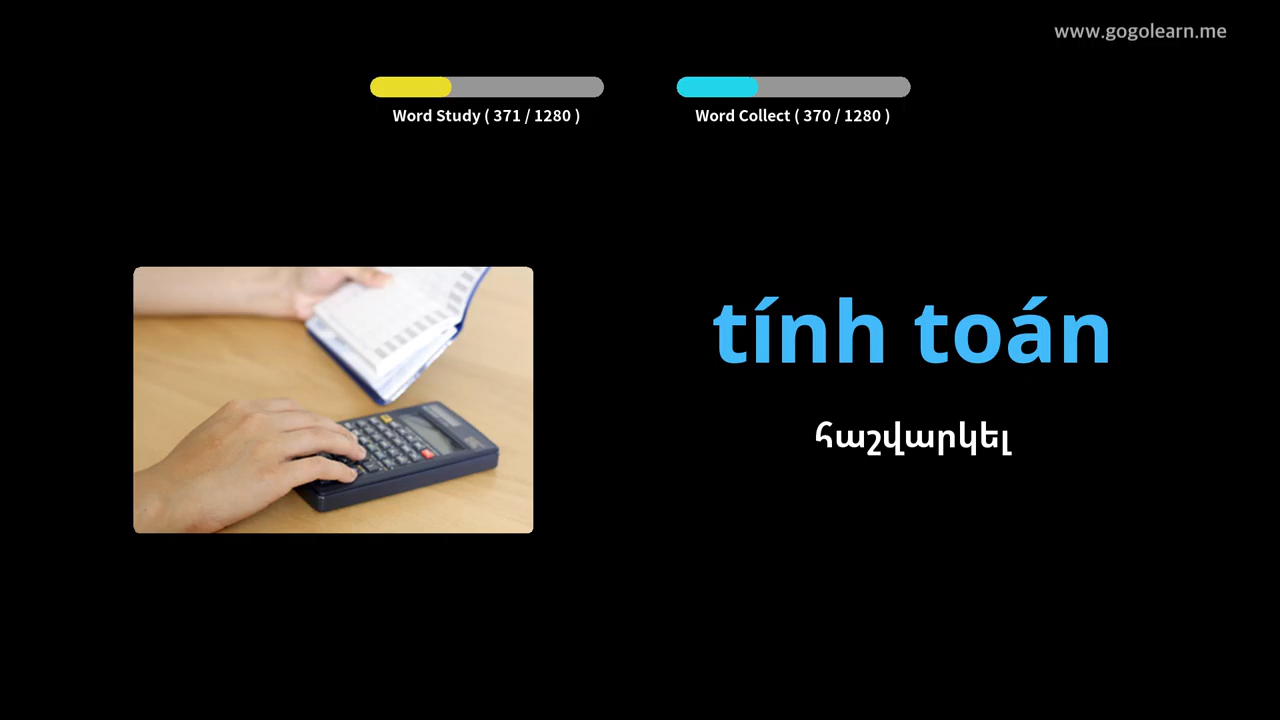 www.gogolearn.me
Word Study ( 371 / 1280 )
Word Collect ( 370 / 1280 )
tính toán
հաշվարկել